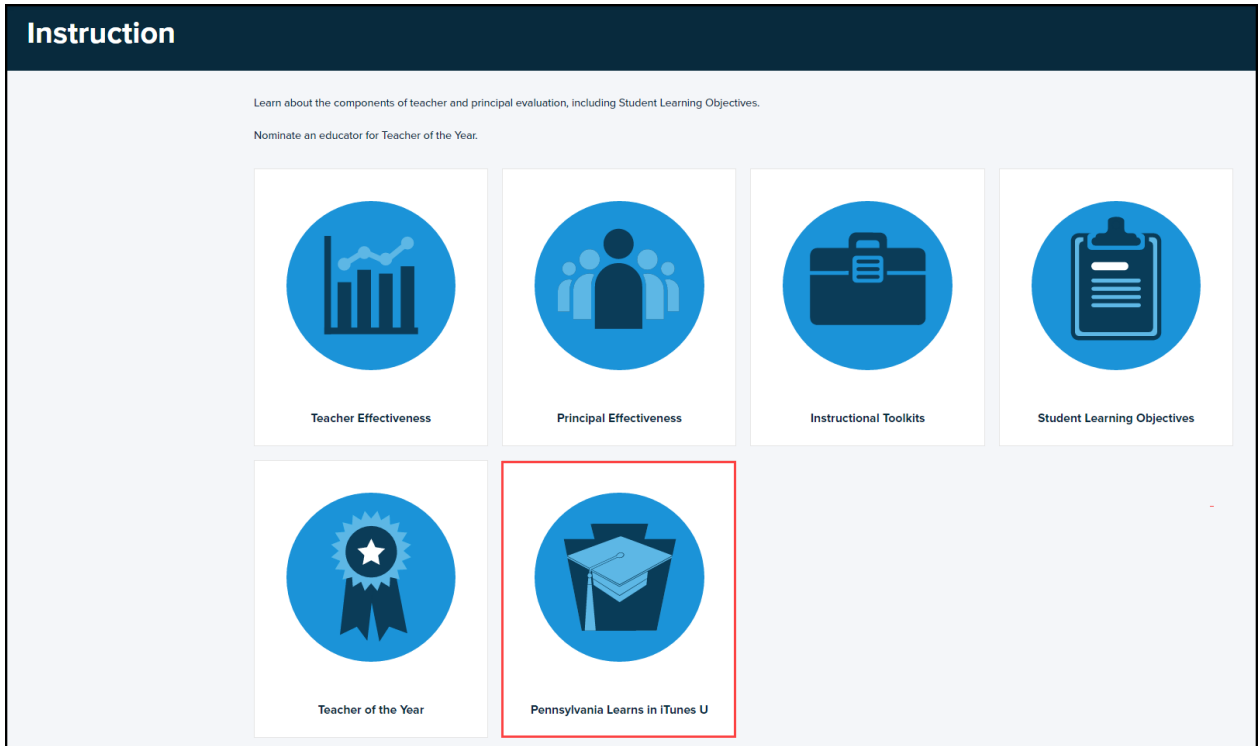 Instruction
Learn about the components of teacher and principal evaluation, including Student Learning Objectives.
Nominate an educator for Teacher of the Year.
Teacher Effectiveness
Principal Effectiveness
Instructional Toolkits
Student Learning Objectives
Teacher of the Year
Pennsylvania Learns in iTunes U